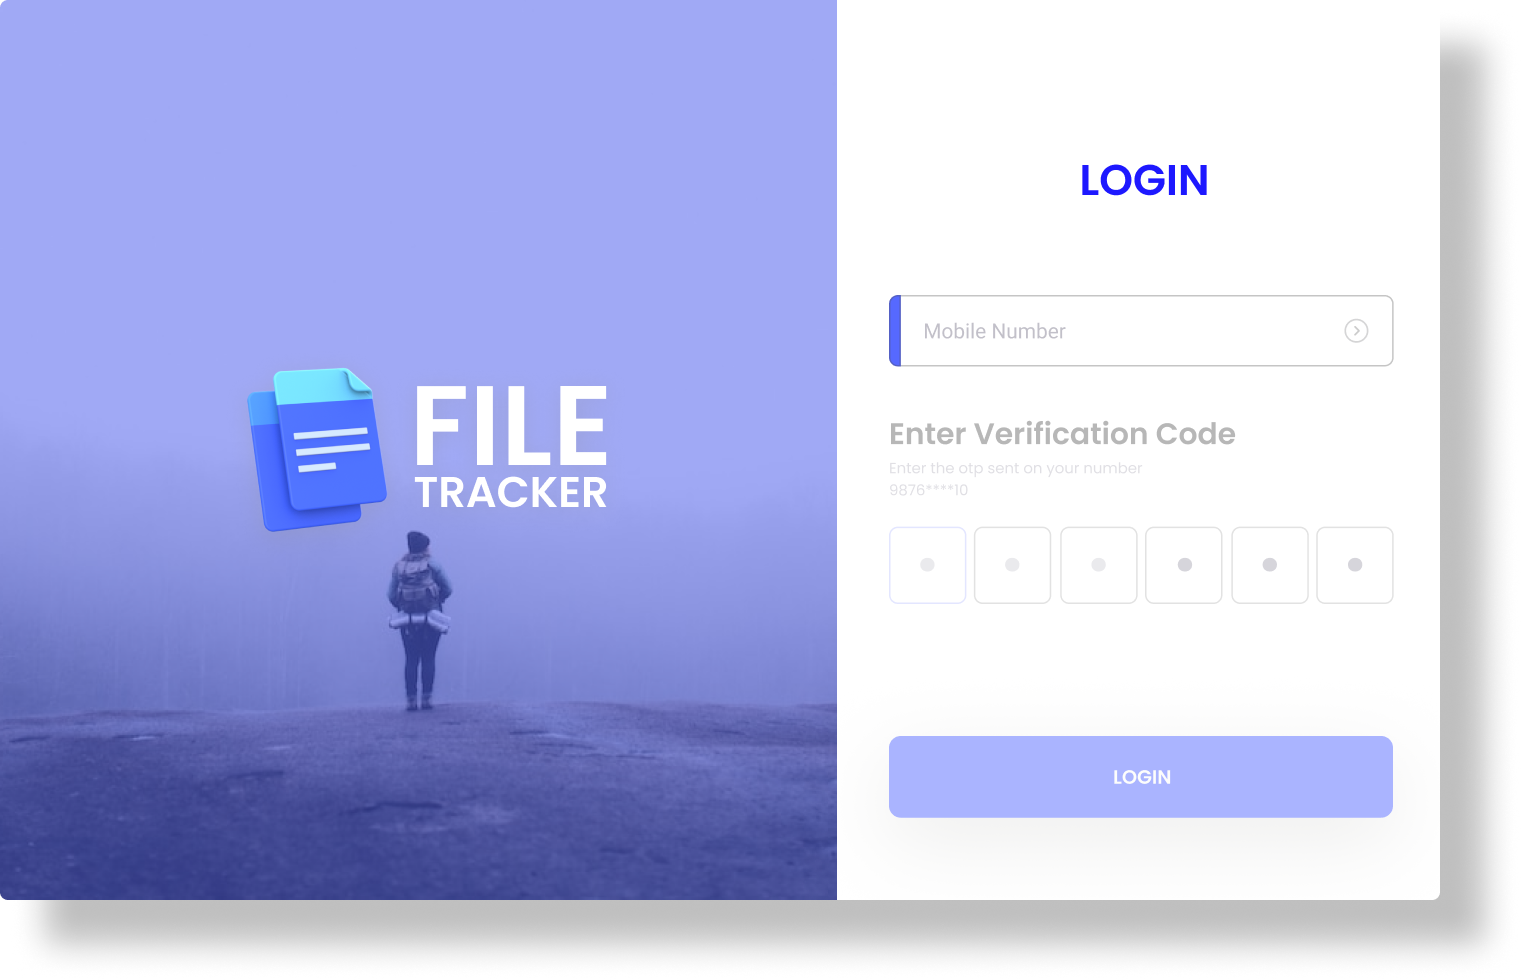 FILE
TRACKER
LOGIN
Mobile Number
Enter Verification Code
Enter the otp sent on your number
9876****10
LOGIN